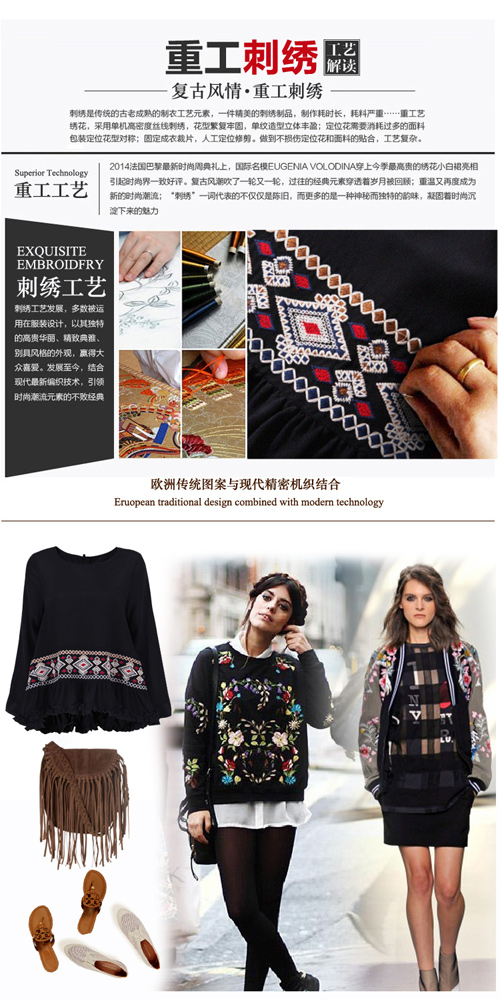 重工刺绣 工艺
解读
复古风情·重工刺绣
刺绣是传统的古老成熟的制衣工艺元素，一件精美的刺绣制品，制作耗时长，耗料严重……重工艺
绣花，采用单机高密度丝线刺绣，花型繁复牢固，单纹造型立体丰盈；定位花需要消耗过多的面料
包装定位花型对称；固定成衣裁片，人工定位修剪。做到不损伤定位花和面料的贴合，工艺复杂。
Superior Technology
重工工艺
2014法国巴黎最新时尚周典礼上，国际名模EUGENIA VOLODINA穿上今季最高贵的绣花小白裙亮相
引起时尚界一致好评。复古风潮吹了一轮又一轮，过往的经典元素穿透着岁月被回顾；重温又再度成为
新的时尚潮流；“刺绣”一词代表的不仅仅是陈旧，而更多的是一种神秘而独特的韵味，凝固着时尚沉
淀下来的魅力
EXQUISITE
EMBROIDFRY
刺绣工艺
刺绣工艺发展，多数被运
用在服装设计，以其独特
的高贵华丽、精致典雅、
别具风格的外观，赢得大
众喜爱。发展至今，结合
现代最新编织技术，引领
时尚潮流元素的不败经典
欧洲传统图案与现代精密机织结合
Eruopean traditional design combined with modern technology